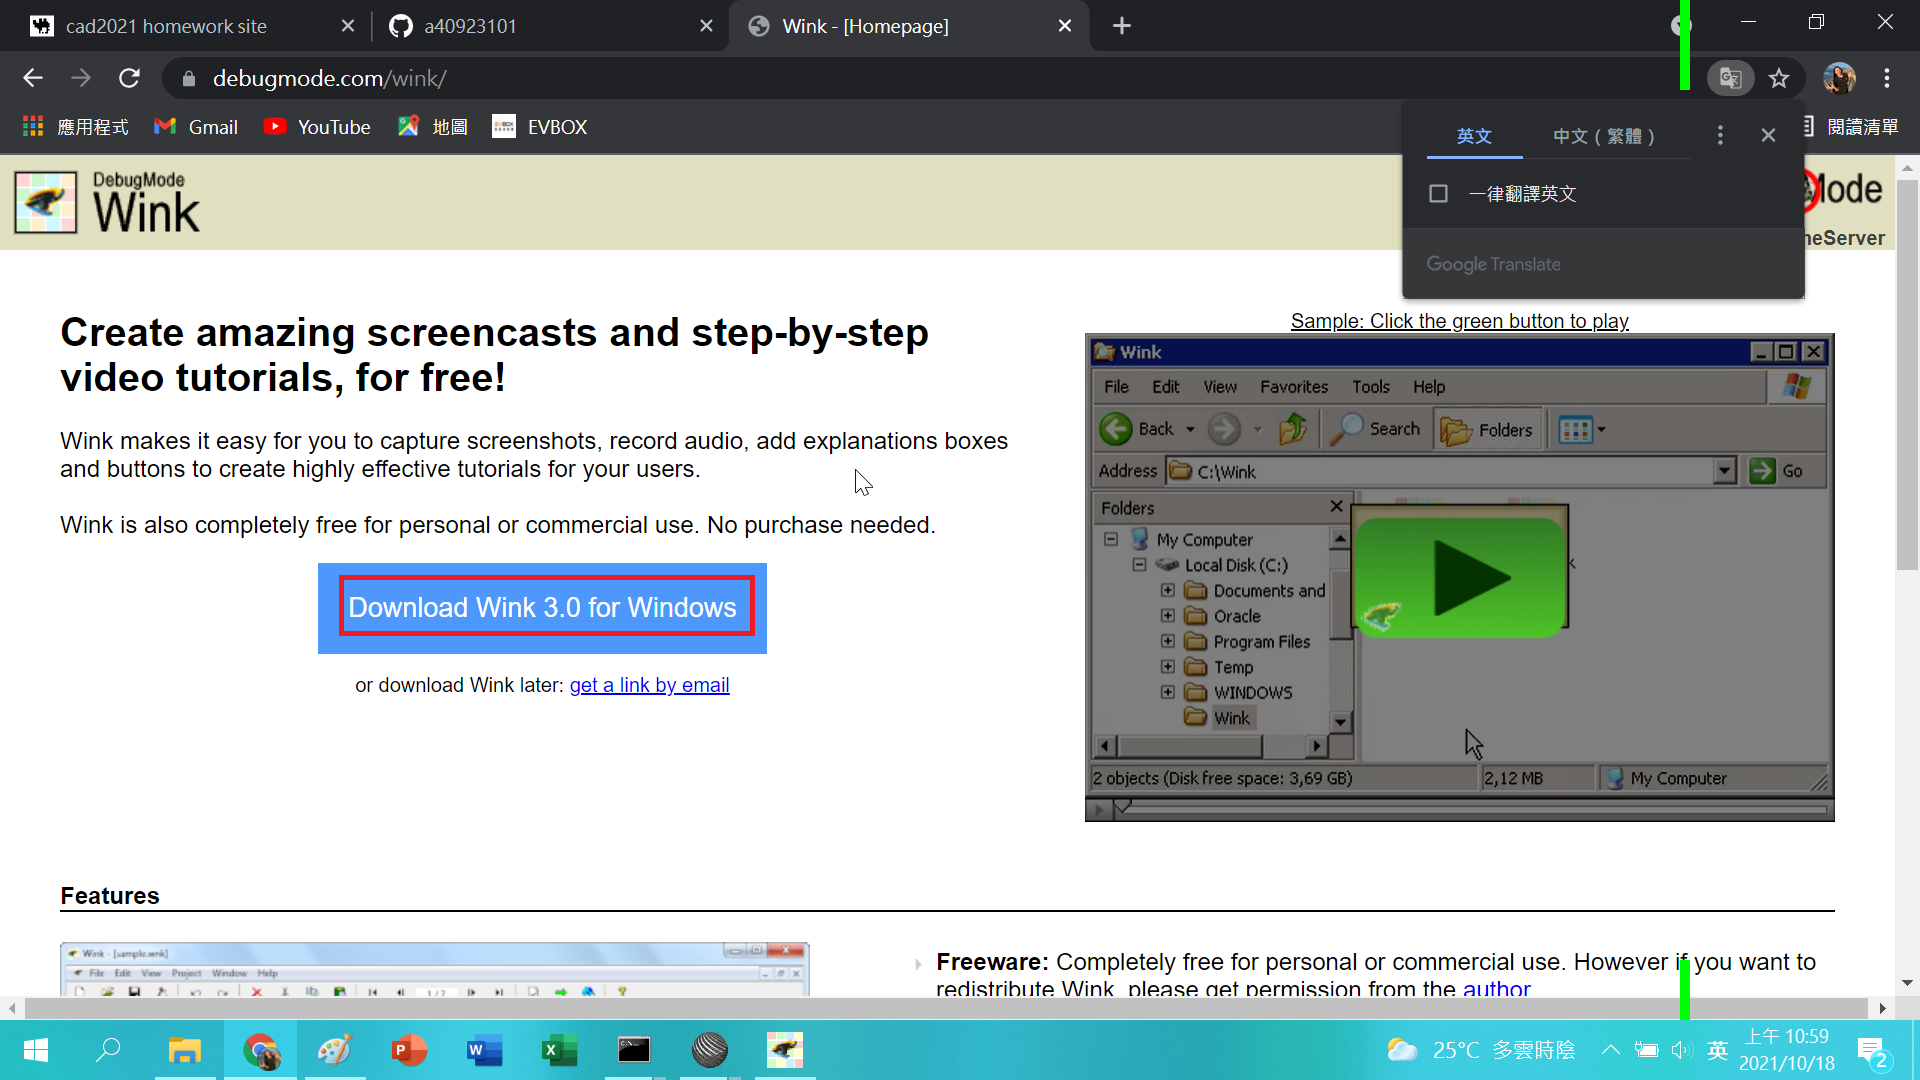 cad2021 homework site
a40923101
Wink - [Homepage]
debugmode.com/wink/
應用程式
Gmail
YouTube
地圖
EVBOX
閱讀清單
英文
中文（繁體）
一律翻譯英文
Google Translate
DebugMode
Wink
Mode
neServer
Create amazing screencasts and step-by-step
video tutorials, for free!
Wink makes it easy for you to capture screenshots, record audio, add explanations boxes
and buttons to create highly effective tutorials for your users.
Wink is also completely free for personal or commercial use. No purchase needed.
Download Wink 3.0 for Windows
or download Wink later: get a link by email
Sample: Click the green button to play
Wink
File Edit View Favorites Tools Help
Back Search Folders
Address C:\Wink Go
Folders
My Computer
Local Disk (C:)
Documents and
Oracle
Program Files
Temp
WINDOWS
Wink
2 objects (Disk free space: 3,69 GB) 2,12 MB My Computer
Features
Wink - [sample.wnk]
File Edit View Project Window Help
1 / 7
Freeware: Completely free for personal or commercial use. However if you want to
redistribute Wink, please get permission from the author
25°C 多雲時陰
英
上午 10:59
2021/10/18
2